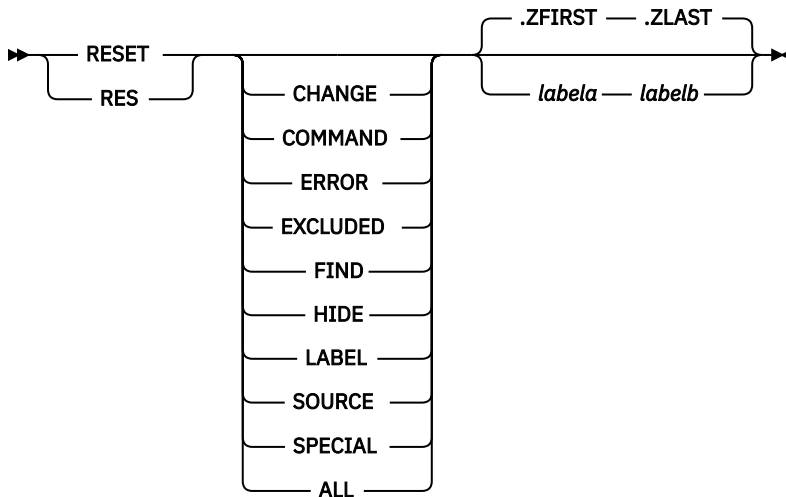 .ZFIRST .ZLAST
RESET
RES
CHANGE
COMMAND
ERROR
EXCLUDED
FIND
HIDE
LABEL
SOURCE
SPECIAL
ALL
labela labelb